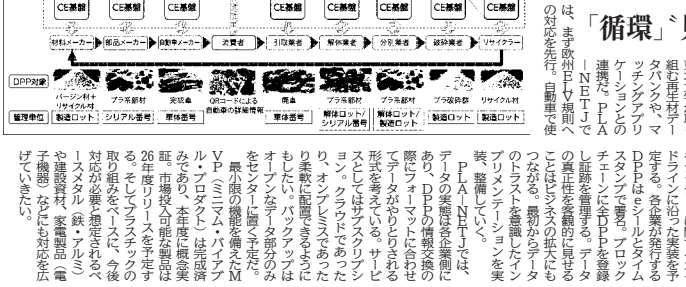 CE基盤 CE基盤 CE基盤 CE基盤 CE基盤 CE基盤 CE基盤
材料メーカー 部品メーカー 自動車メーカー 消費者 引取業者 解体業者 分別業者 破砕業者 リサイクラー
DPP対象
バージン材＋
リサイクル材
プラ系部材
完成車
QRコードによる
自動車の詳細情報
廃車
プラ系部材
プラ系部材
プラ破砕群
リサイクル材
管理単位
製造ロット
シリアル番号
車体番号
車体番号
解体ロット/
シリアル番号
解体ロット/
製造ロット
製造ロット
製造ロット
「循環」
組む再生材デー
タバンクや、マ
ッチングアプリ
ケーションとの
連携だ。PLA
―NETJで
は、まず欧州ELV規則へ
の対応を先行。自動車で使
ドライドに沿った実装を予
定する。各企業が発行する
DPPはeシールとタイム
スタンプで署名。ブロック
チェーンに全DPPを登録
し証跡を管理する。データ
の真正性を客観的に見せる
ことはビジネスの拡大にも
つながる。最初からデータ
のトラストを意識したイン
プリメンテーションを実
装、整備していく。
PLA―NETJでは、
データの実態は各企業側に
あり、DPPの情報交換の
際にフォーマットに合わせ
てデータがやりとりされる
形式を考えている。サービ
スとしてはサブスクリプシ
ョン。クラウドであった
り、オンプレミスであった
り柔軟に配置できるように
もしたい。バックアップは
オープンなデータ部分のみ
をセンターに置く予定だ。
最小限の機能を備えたM
VP（ミニマム・バイアブ
ル・プロダクト）は完成済
みであり、本年度に概念実
証。市場投入可能な製品は
26年度リリースを予定す
る。そしてプラスチックの
取り組みをベースに、今後
対応が必要と想定されるべ
ースメタル（鉄・アルミ）
や建設資材、家電製品（電
子機器）などにも対応を広
げていきたい。